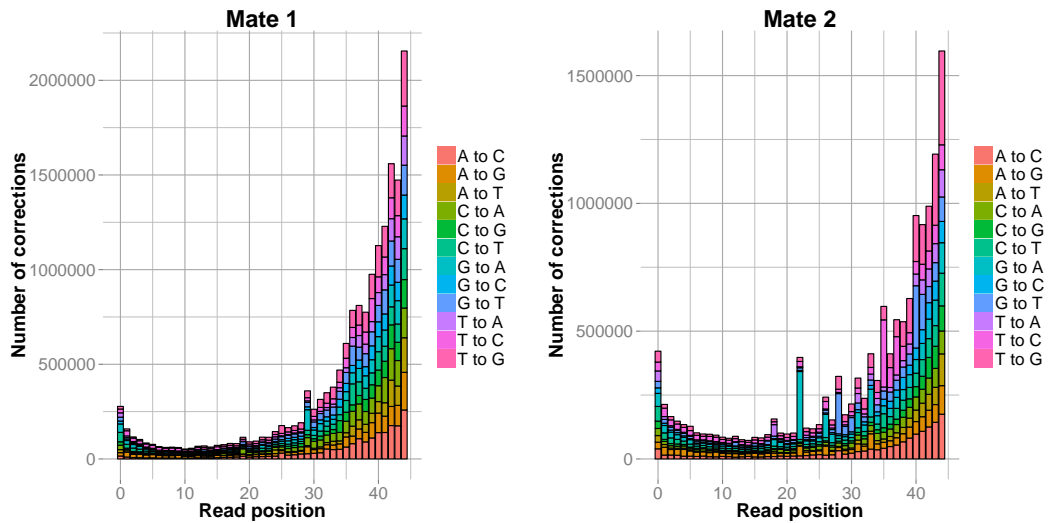 Mate 1
Number of corrections
2000000
1500000
1000000
500000
0
0 10 20 30 40
Read position
A to C
A to G
A to T
C to A
C to G
C to T
G to A
G to C
G to T
T to A
T to C
T to G
Mate 2
Number of corrections
1500000
1000000
500000
0
0 10 20 30 40
Read position
A to C
A to G
A to T
C to A
C to G
C to T
G to A
G to C
G to T
T to A
T to C
T to G